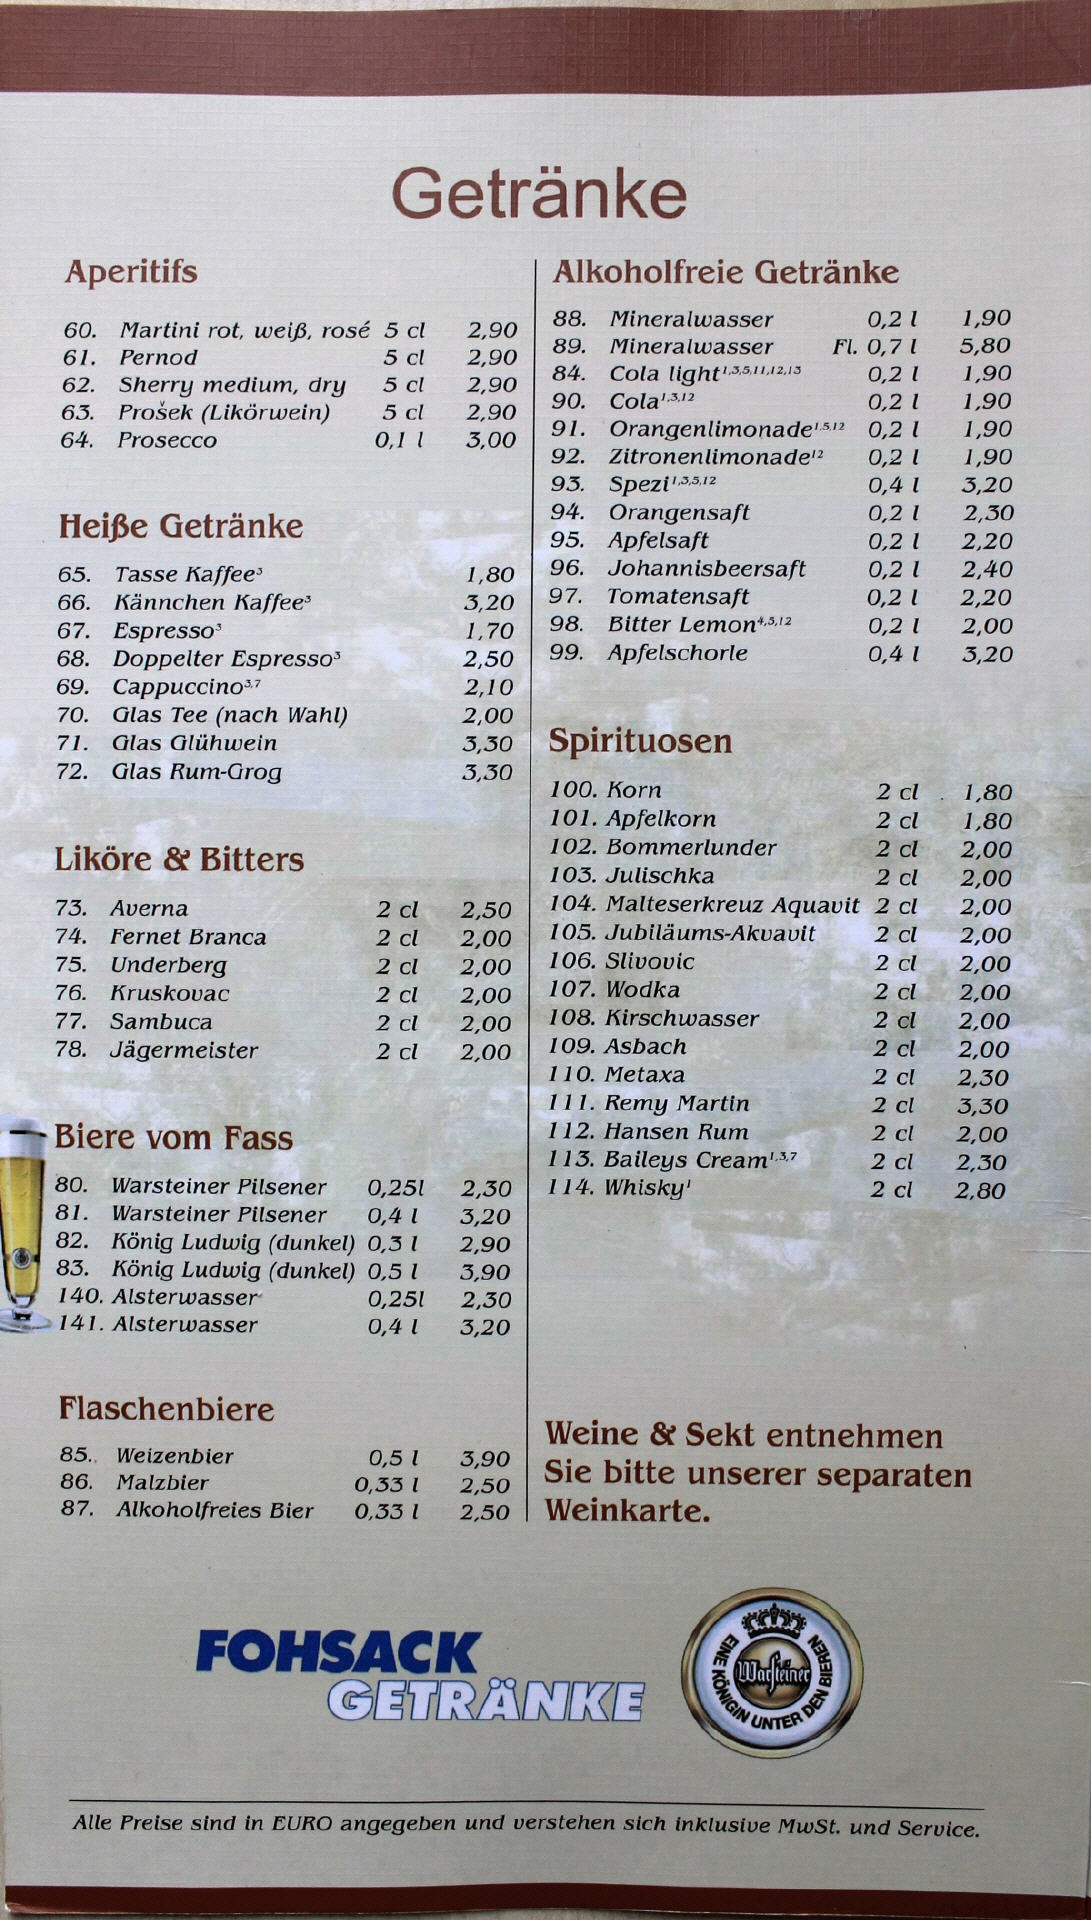 Getränke
Aperitifs
60. Martini rot, weiß, rosé 5 cl 2,90
61. Pernod 5 cl 2,90
62. Sherry medium, dry 5 cl 2,90
63. Prošek (Likörwein) 5 cl 2,90
64. Prosecco 0,1 l 3,00
Heiße Getränke
65. Tasse Kaffee³ 1,80
66. Kännchen Kaffee³ 3,20
67. Espresso³ 1,70
68. Doppelter Espresso³ 2,50
69. Cappuccino³,⁷ 2,10
70. Glas Tee (nach Wahl) 2,00
71. Glas Glühwein 3,30
72. Glas Rum-Grog 3,30
Liköre & Bitters
73. Averna 2 cl 2,50
74. Fernet Branca 2 cl 2,00
75. Underberg 2 cl 2,00
76. Kruskovac 2 cl 2,00
77. Sambuca 2 cl 2,00
78. Jägermeister 2 cl 2,00
Biere vom Fass
80. Warsteiner Pilsener 0,25l 2,30
81. Warsteiner Pilsener 0,4 l 3,20
82. König Ludwig (dunkel) 0,3 l 2,90
83. König Ludwig (dunkel) 0,5 l 3,90
140. Alsterwasser 0,25l 2,30
141. Alsterwasser 0,4 l 3,20
Flaschenbiere
85. Weizenbier 0,5 l 3,90
86. Malzbier 0,33 l 2,50
87. Alkoholfreies Bier 0,33 l 2,50
Alkoholfreie Getränke
88. Mineralwasser 0,2 l 1,90
89. Mineralwasser Fl. 0,7 l 5,80
84. Cola light¹,³,⁵,¹¹,¹²,¹³ 0,2 l 1,90
90. Cola¹,³,¹² 0,2 l 1,90
91. Orangenlimonade¹,⁵,¹² 0,2 l 1,90
92. Zitronenlimonade¹² 0,2 l 1,90
93. Spezi¹,³,⁵,¹² 0,4 l 3,20
94. Orangensaft 0,2 l 2,30
95. Apfelsaft 0,2 l 2,20
96. Johannisbeersaft 0,2 l 2,40
97. Tomatensaft 0,2 l 2,20
98. Bitter Lemon⁴,⁵,¹² 0,2 l 2,00
99. Apfelschorle 0,4 l 3,20
Spirituosen
100. Korn 2 cl 1,80
101. Apfelkorn 2 cl 1,80
102. Bommerlunder 2 cl 2,00
103. Julischka 2 cl 2,00
104. Malteserkreuz Aquavit 2 cl 2,00
105. Jubiläums-Akvavit 2 cl 2,00
106. Slivovic 2 cl 2,00
107. Wodka 2 cl 2,00
108. Kirschwasser 2 cl 2,00
109. Asbach 2 cl 2,00
110. Metaxa 2 cl 2,30
111. Remy Martin 2 cl 3,30
112. Hansen Rum 2 cl 2,00
113. Baileys Cream¹,³,⁷ 2 cl 2,30
114. Whisky¹ 2 cl 2,80
Weine & Sekt entnehmen
Sie bitte unserer separaten
Weinkarte.
FOHSACK
GETRÄNKE
Warsteiner
EINE KÖNIGIN UNTER DEN BIEREN
Alle Preise sind in EURO angegeben und verstehen sich inklusive MwSt. und Service.